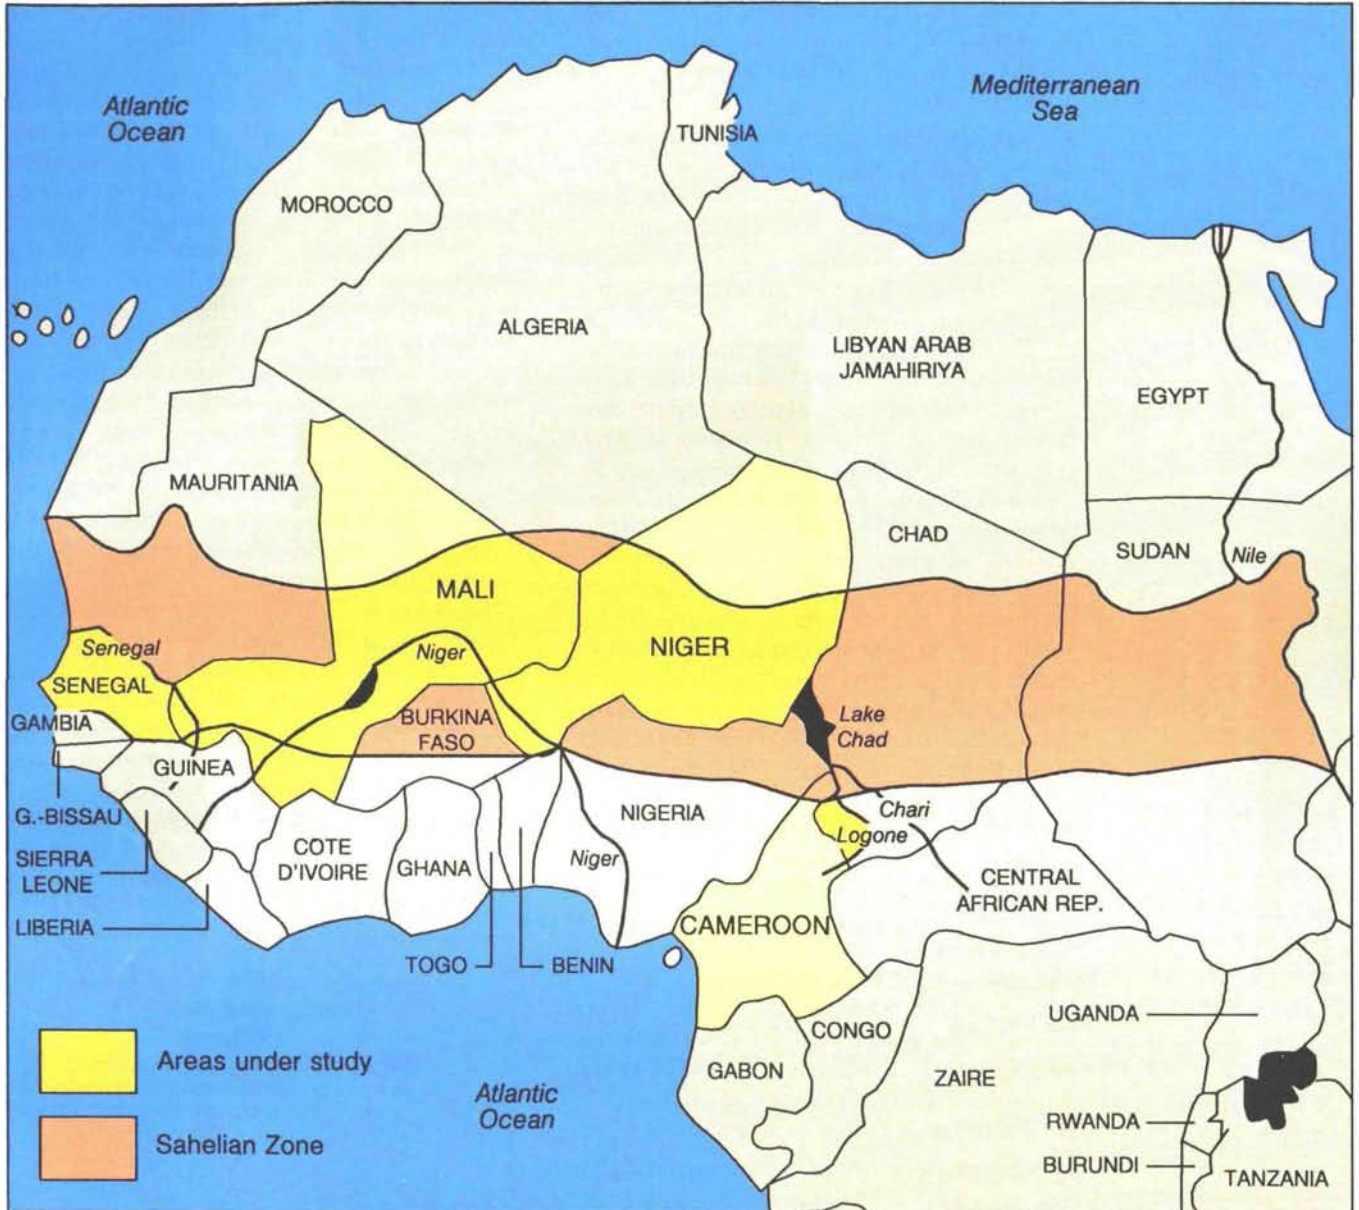 Atlantic
Ocean
Mediterranean
Sea
TUNISIA
MOROCCO
ALGERIA
LIBYAN ARAB
JAMAHIRIYA
EGYPT
MAURITANIA
CHAD
SUDAN
Nile
MALI
NIGER
Senegal
Niger
SENEGAL
GAMBIA
BURKINA
FASO
Lake
Chad
GUINEA
G.-BISSAU
NIGERIA
Chari
Logone
SIERRA
LEONE
COTE
D'IVOIRE
GHANA
Niger
CENTRAL
AFRICAN REP.
LIBERIA
CAMEROON
TOGO
BENIN
UGANDA
CONGO
Areas under study
GABON
ZAIRE
Atlantic
Ocean
Sahelian Zone
RWANDA
BURUNDI
TANZANIA